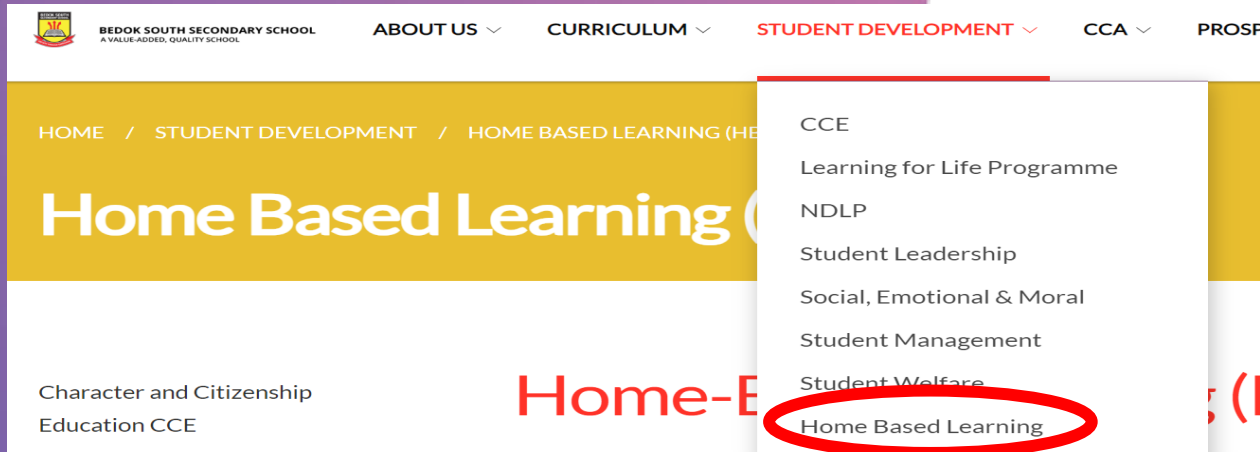 BEDOK SOUTH SECONDARY SCHOOL
A VALUE-ADDED, QUALITY SCHOOL
ABOUT US
CURRICULUM
STUDENT DEVELOPMENT
CCA
HOME / STUDENT DEVELOPMENT / HOME BASED LEARNING
Home Based Learning (
CCE
Learning for Life Programme
NDLP
Student Leadership
Social, Emotional & Moral
Student Management
Student Welfare
Home Based Learning
Character and Citizenship
Education CCE
Home-